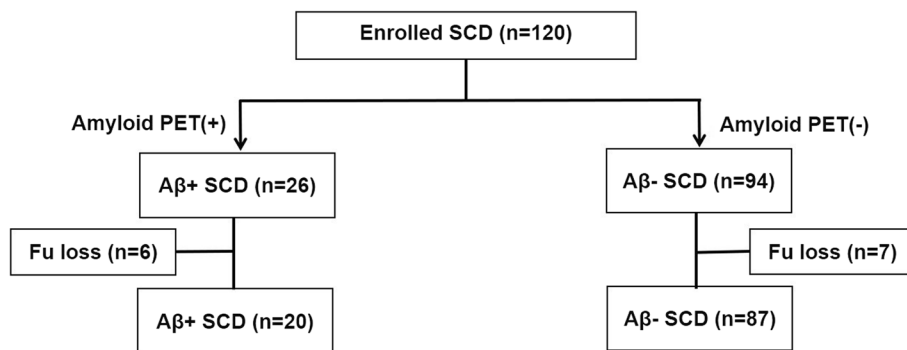 Enrolled SCD (n=120)
Amyloid PET(+)
Amyloid PET(-)
Aβ+ SCD (n=26)
Aβ- SCD (n=94)
Fu loss (n=6)
Fu loss (n=7)
Aβ+ SCD (n=20)
Aβ- SCD (n=87)